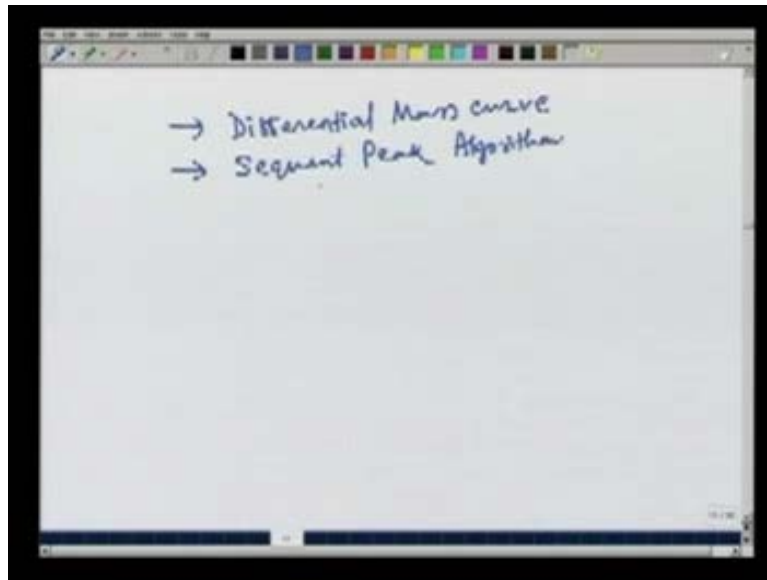 → Differential Mass curve
→ Sequent Peak Algorithm